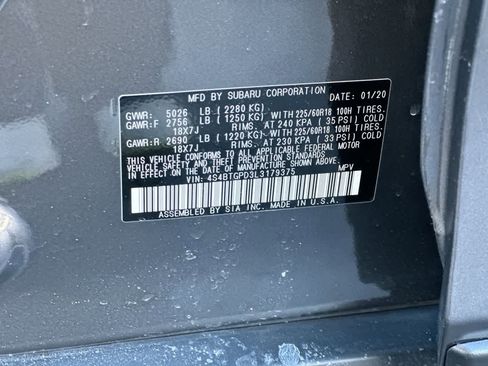 MFD BY SUBARU CORPORATION DATE: 01/20
GVWR: 5026 LB ( 2280 KG)
GAWR:F 2756 LB ( 1250 KG) WITH 225/60R18 100H TIRES.
18X7J RIMS. AT 240 KPA ( 35 PSI) COLD
GAWR:R 2690 LB ( 1220 KG) WITH 225/60R18 100H TIRES.
18X7J RIMS. AT 230 KPA ( 33 PSI) COLD
THIS VEHICLE CONFORMS TO ALL APPLICABLE FEDERAL MOTOR
VEHICLE SAFETY AND THEFT PREVENTION STANDARDS
IN EFFECT ON THE DATE OF MANUFACTURE SHOWN ABOVE.
VEHICLE IDENTIFICATION
NUMBER: 4S4BTGPD3L3179375 MPV
ASSEMBLED BY SIA INC. MADE IN U.S.A.